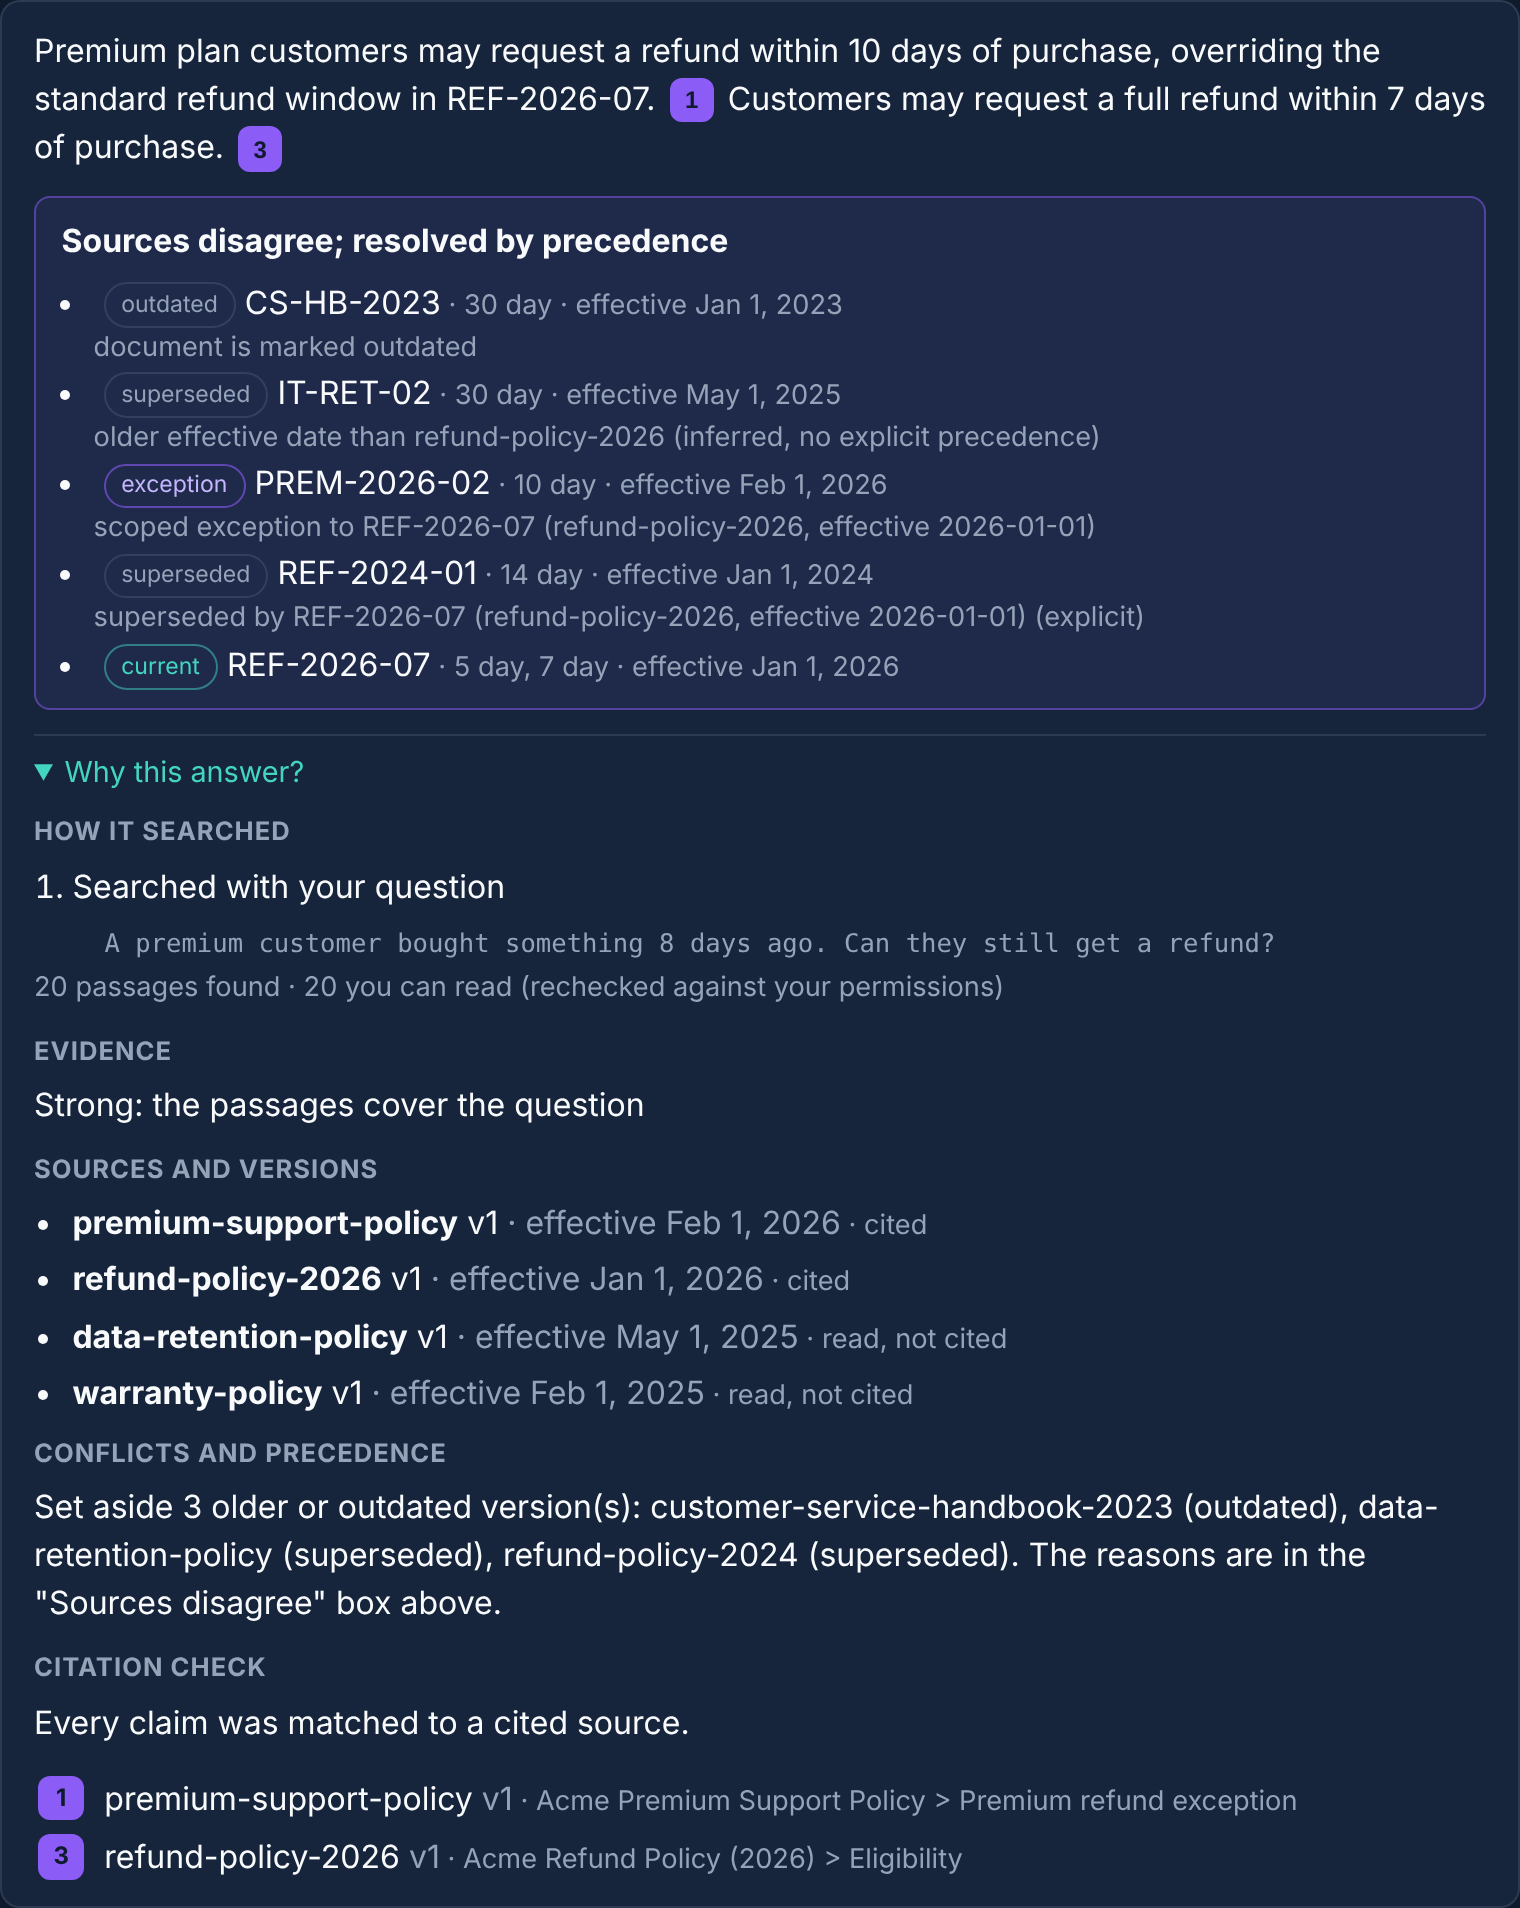 Premium plan customers may request a refund within 10 days of purchase, overriding the
standard refund window in REF-2026-07. 1 Customers may request a full refund within 7 days
of purchase. 3
Sources disagree; resolved by precedence
• outdated CS-HB-2023 · 30 day · effective Jan 1, 2023
document is marked outdated
• superseded IT-RET-02 · 30 day · effective May 1, 2025
older effective date than refund-policy-2026 (inferred, no explicit precedence)
• exception PREM-2026-02 · 10 day · effective Feb 1, 2026
scoped exception to REF-2026-07 (refund-policy-2026, effective 2026-01-01)
• superseded REF-2024-01 · 14 day · effective Jan 1, 2024
superseded by REF-2026-07 (refund-policy-2026, effective 2026-01-01) (explicit)
• current REF-2026-07 · 5 day, 7 day · effective Jan 1, 2026
▼ Why this answer?
HOW IT SEARCHED
1. Searched with your question
A premium customer bought something 8 days ago. Can they still get a refund?
20 passages found · 20 you can read (rechecked against your permissions)
EVIDENCE
Strong: the passages cover the question
SOURCES AND VERSIONS
• premium-support-policy v1 · effective Feb 1, 2026 · cited
• refund-policy-2026 v1 · effective Jan 1, 2026 · cited
• data-retention-policy v1 · effective May 1, 2025 · read, not cited
• warranty-policy v1 · effective Feb 1, 2025 · read, not cited
CONFLICTS AND PRECEDENCE
Set aside 3 older or outdated version(s): customer-service-handbook-2023 (outdated), data-
retention-policy (superseded), refund-policy-2024 (superseded). The reasons are in the
"Sources disagree" box above.
CITATION CHECK
Every claim was matched to a cited source.
1 premium-support-policy v1 · Acme Premium Support Policy > Premium refund exception
3 refund-policy-2026 v1 · Acme Refund Policy (2026) > Eligibility